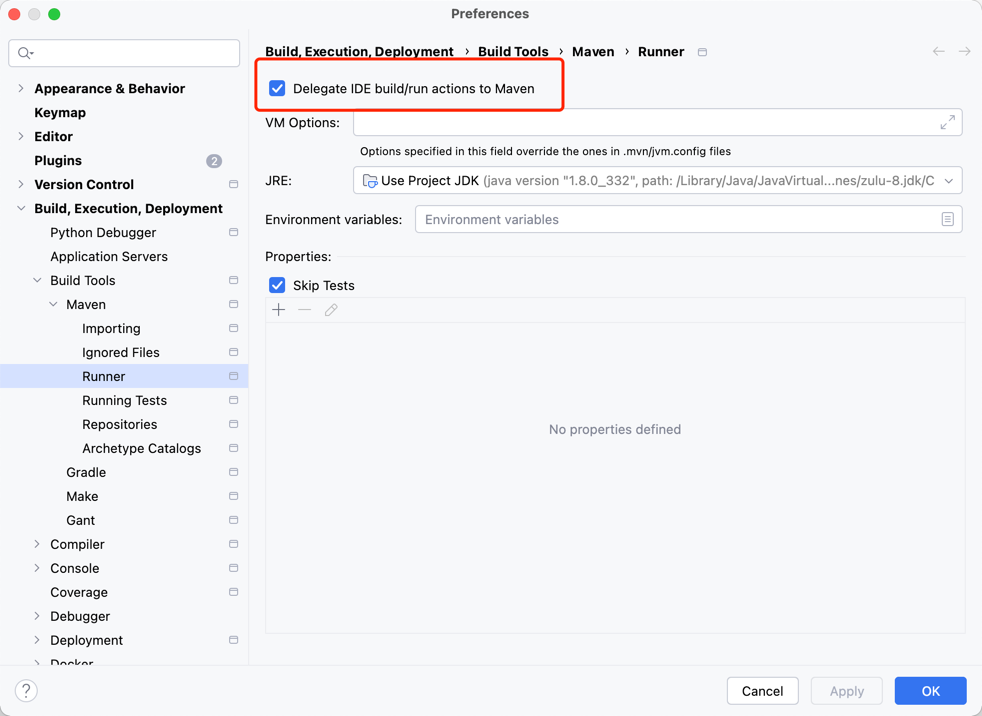 Preferences
Build, Execution, Deployment › Build Tools › Maven › Runner
Delegate IDE build/run actions to Maven
VM Options:
Options specified in this field override the ones in .mvn/jvm.config files
JRE: Use Project JDK (java version "1.8.0_332", path: /Library/Java/JavaVirtual...nes/zulu-8.jdk/C
Environment variables: Environment variables
Properties:
Skip Tests
No properties defined
Appearance & Behavior
Keymap
Editor
Plugins 2
Version Control
Build, Execution, Deployment
Python Debugger
Application Servers
Build Tools
Maven
Importing
Ignored Files
Runner
Running Tests
Repositories
Archetype Catalogs
Gradle
Make
Gant
Compiler
Console
Coverage
Debugger
Deployment
Docker
? Cancel Apply OK